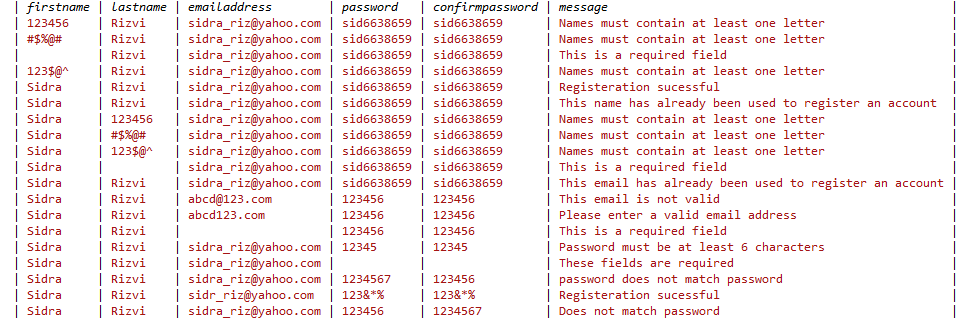 | firstname | lastname | emailaddress | password | confirmpassword | message |
| 123456 | Rizvi | sidra_riz@yahoo.com | sid6638659 | sid6638659 | Names must contain at least one letter |
| #$%@# | Rizvi | sidra_riz@yahoo.com | sid6638659 | sid6638659 | Names must contain at least one letter |
| | Rizvi | sidra_riz@yahoo.com | sid6638659 | sid6638659 | This is a required field |
| 123$@^ | Rizvi | sidra_riz@yahoo.com | sid6638659 | sid6638659 | Names must contain at least one letter |
| Sidra | Rizvi | sidra_riz@yahoo.com | sid6638659 | sid6638659 | Registeration sucessful |
| Sidra | Rizvi | sidra_riz@yahoo.com | sid6638659 | sid6638659 | This name has already been used to register an account |
| Sidra | 123456 | sidra_riz@yahoo.com | sid6638659 | sid6638659 | Names must contain at least one letter |
| Sidra | #$%@# | sidra_riz@yahoo.com | sid6638659 | sid6638659 | Names must contain at least one letter |
| Sidra | 123$@^ | sidra_riz@yahoo.com | sid6638659 | sid6638659 | Names must contain at least one letter |
| Sidra | | sidra_riz@yahoo.com | sid6638659 | sid6638659 | This is a required field |
| Sidra | Rizvi | sidra_riz@yahoo.com | sid6638659 | sid6638659 | This email has already been used to register an account |
| Sidra | Rizvi | abcd@123.com | 123456 | 123456 | This email is not valid |
| Sidra | Rizvi | abcd123.com | 123456 | 123456 | Please enter a valid email address |
| Sidra | Rizvi | | 123456 | 123456 | This is a required field |
| Sidra | Rizvi | sidra_riz@yahoo.com | 12345 | 12345 | Password must be at least 6 characters |
| Sidra | Rizvi | sidra_riz@yahoo.com | | | These fields are required |
| Sidra | Rizvi | sidra_riz@yahoo.com | 1234567 | 123456 | password does not match password |
| Sidra | Rizvi | sidr_riz@yahoo.com | 123&*% | 123&*% | Registeration sucessful |
| Sidra | Rizvi | sidra_riz@yahoo.com | 123456 | 1234567 | Does not match password |